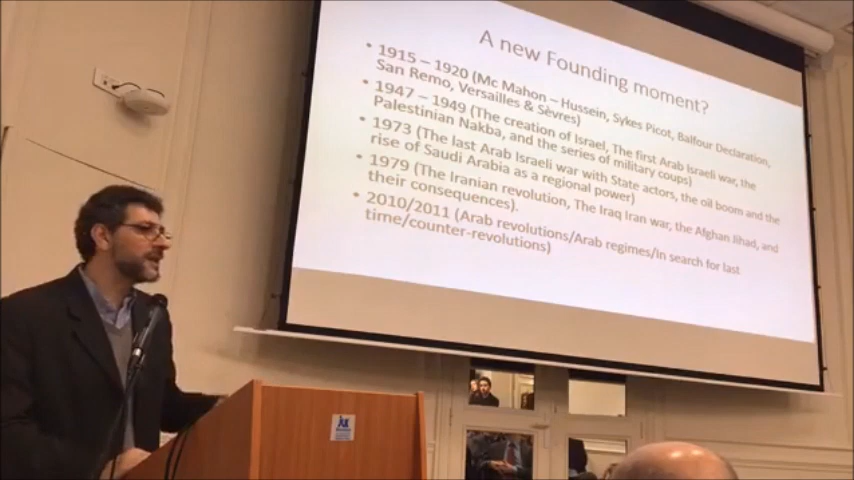 A new Founding moment?
• 1915 – 1920 (Mc Mahon – Hussein, Sykes Picot, Balfour Declaration,
San Remo, Versailles & Sèvres)
• 1947 – 1949 (The creation of Israel, The first Arab Israeli war, the
Palestinian Nakba, and the series of military coups)
• 1973 (The last Arab Israeli war with State actors, the oil boom and the
rise of Saudi Arabia as a regional power)
• 1979 (The Iranian revolution, The Iraq Iran war, the Afghan Jihad, and
their consequences).
• 2010/2011 (Arab revolutions/Arab regimes/In search for last
time/counter-revolutions)